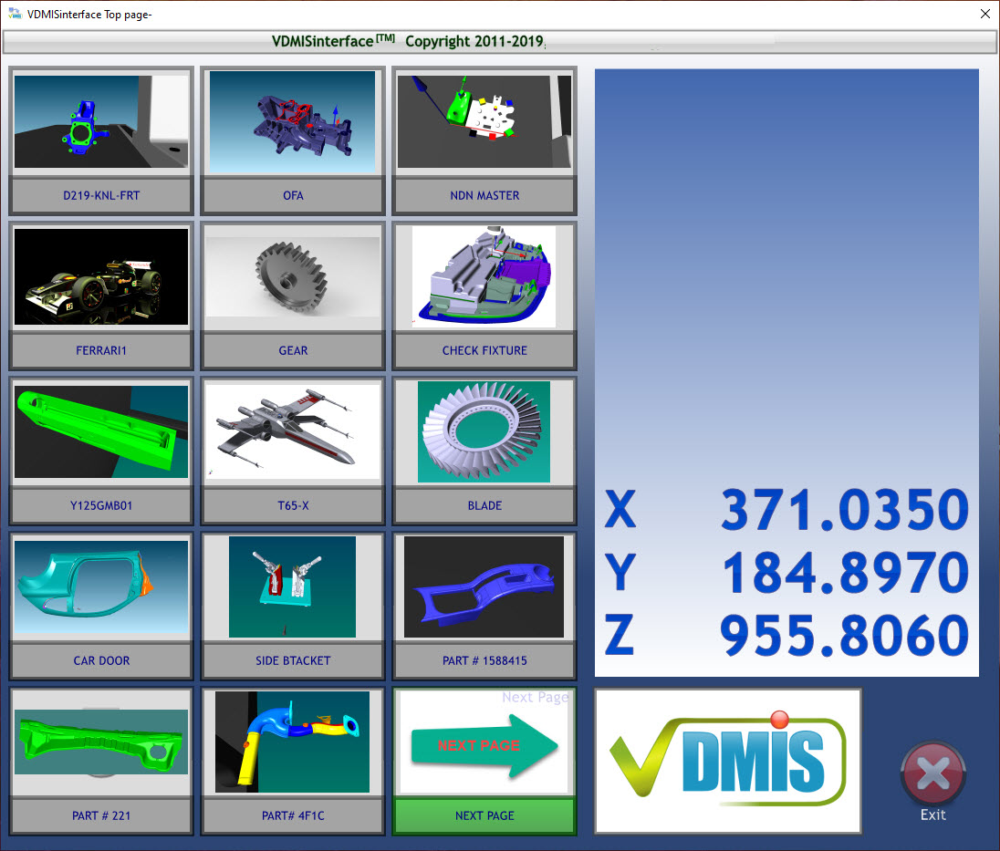 VDMISinterface Top page-
VDMISinterface[TM] Copyright 2011-2019
D219-KNL-FRT
OFA
NDN MASTER
FERRARI1
GEAR
CHECK FIXTURE
Y125GMB01
T65-X
BLADE
CAR DOOR
SIDE BTACKET
PART # 1588415
PART # 221
PART# 4F1C
Next Page
NEXT PAGE
NEXT PAGE
X 371.0350
Y 184.8970
Z 955.8060
VDMIS
Exit